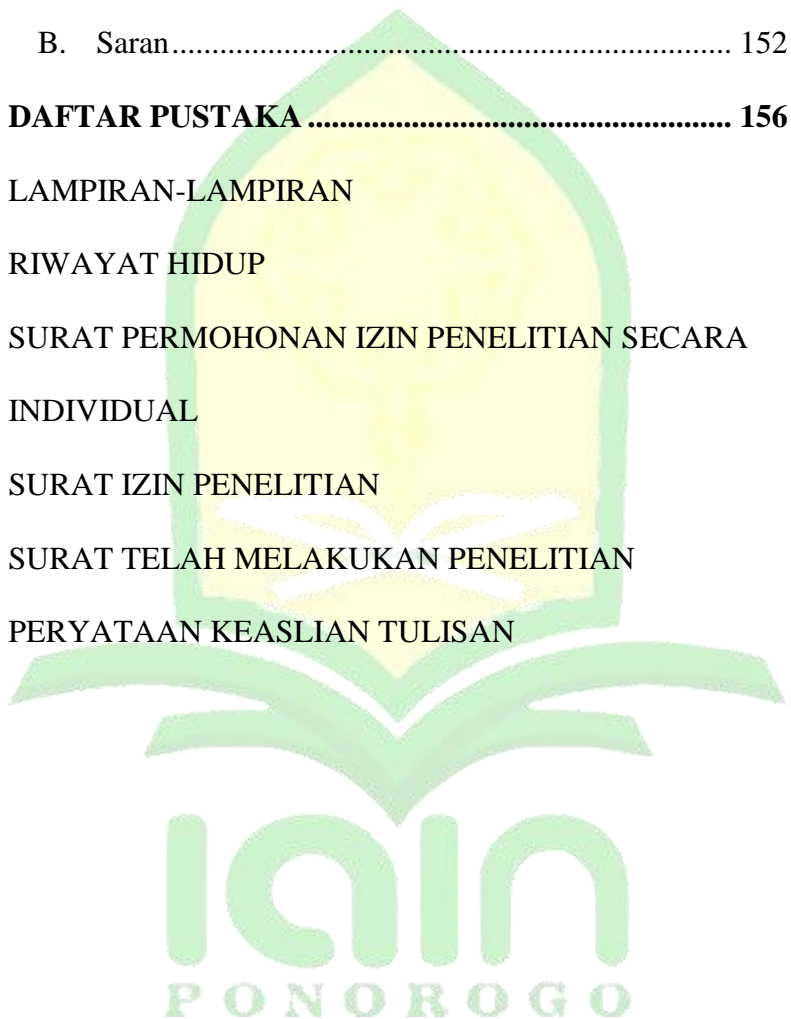 B. Saran ...................................................................... 152
DAFTAR PUSTAKA ..................................................... 156
LAMPIRAN-LAMPIRAN
RIWAYAT HIDUP
SURAT PERMOHONAN IZIN PENELITIAN SECARA
INDIVIDUAL
SURAT IZIN PENELITIAN
SURAT TELAH MELAKUKAN PENELITIAN
PERYATAAN KEASLIAN TULISAN
iain
PONOROGO